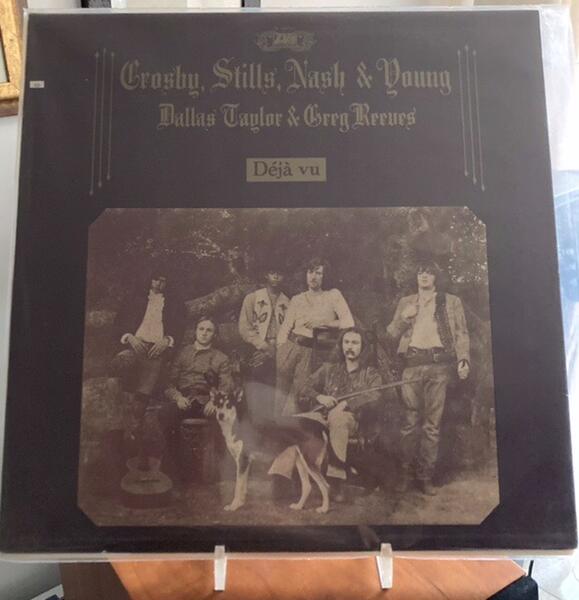 Crosby, Stills, Nash & Young
Dallas Taylor & Greg Reeves
Déjà vu